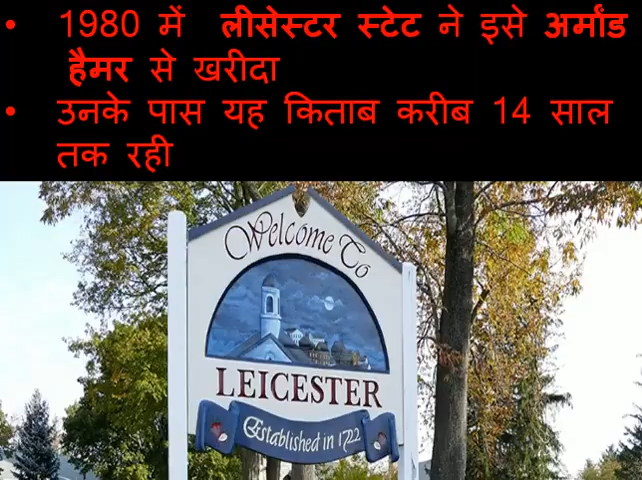 • 1980 में लीसेस्टर स्टेट ने इसे अर्मांड
हैमर से खरीदा
• उनके पास यह किताब करीब 14 साल
तक रही
Welcome To
LEICESTER
Established in 1722